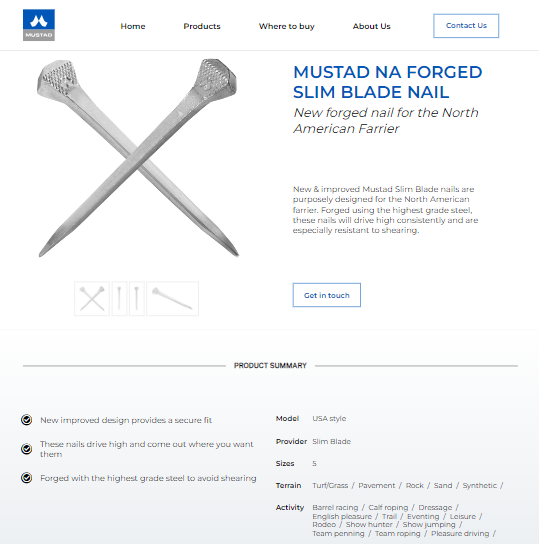 MUSTAD
Home
Products
Where to buy
About Us
Contact Us
MUSTAD NA FORGED
SLIM BLADE NAIL
New forged nail for the North
American Farrier
New & improved Mustad Slim Blade nails are
purposely designed for the North American
farrier. Forged using the highest grade steel,
these nails will drive high consistently and are
especially resistant to shearing.
Get in touch
PRODUCT SUMMARY
New improved design provides a secure fit
These nails drive high and come out where you want
them
Forged with the highest grade steel to avoid shearing
Model USA style
Provider Slim Blade
Sizes 5
Terrain Turf/Grass / Pavement / Rock / Sand / Synthetic /
Activity Barrel racing / Calf roping / Dressage /
English pleasure / Trail / Eventing / Leisure /
Rodeo / Show hunter / Show jumping /
Team penning / Team roping / Pleasure driving /